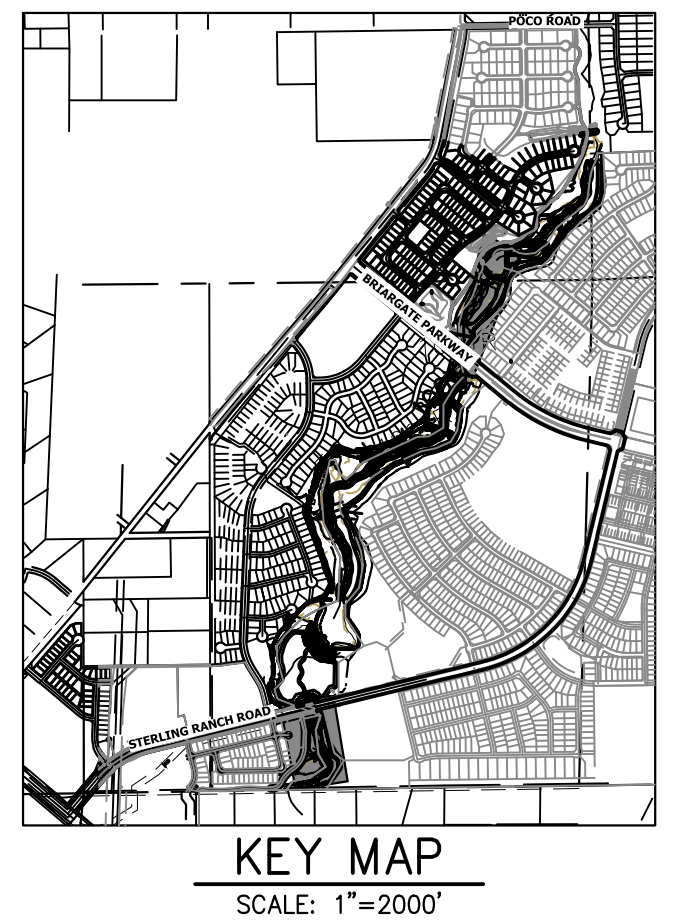 POCO ROAD
BRIARGATE PARKWAY
STERLING RANCH ROAD
KEY MAP
SCALE: 1"=2000'